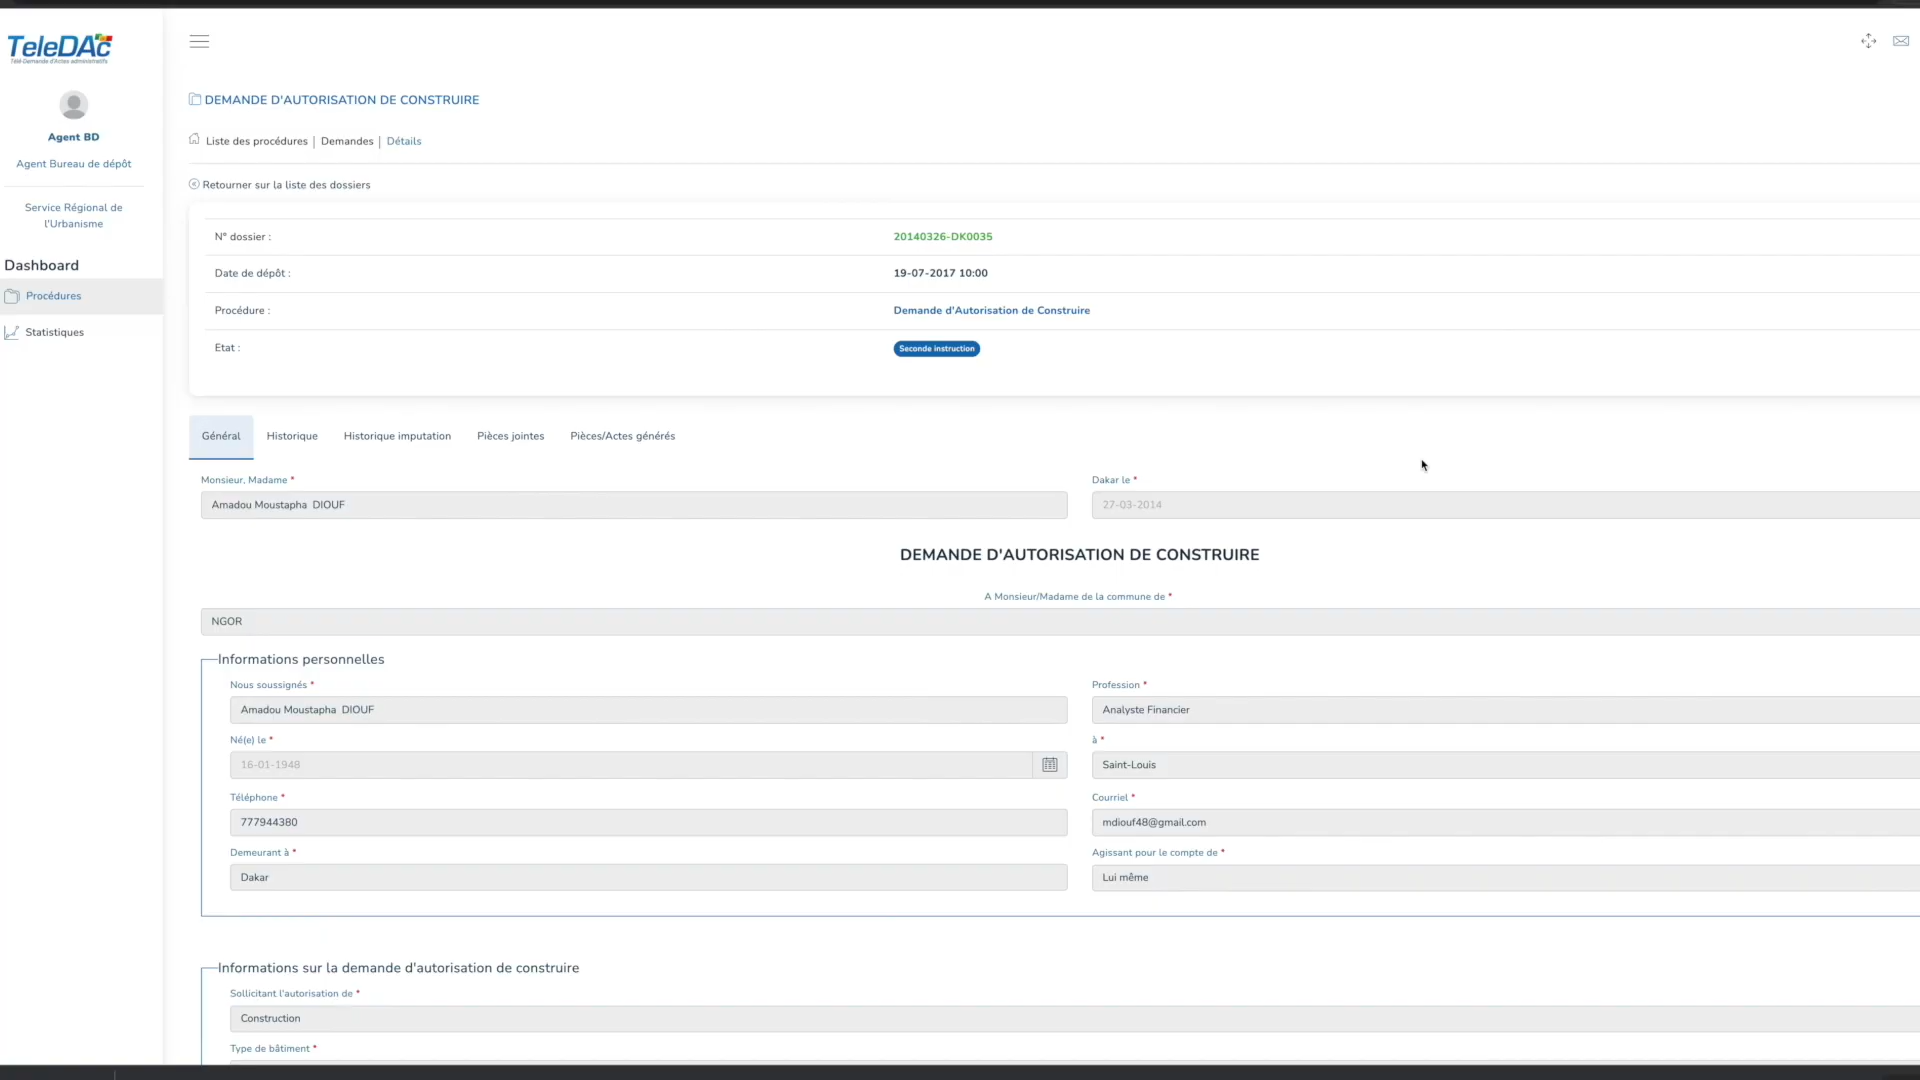 TeleDAc
Télé-Demande d'Actes administratifs
Agent BD
Agent Bureau de dépôt
Service Régional de
l'Urbanisme
Dashboard
Procédures
Statistiques
DEMANDE D'AUTORISATION DE CONSTRUIRE
Liste des procédures | Demandes | Détails
Retourner sur la liste des dossiers
N° dossier : 20140326-DK0035
Date de dépôt : 19-07-2017 10:00
Procédure : Demande d'Autorisation de Construire
Etat : Seconde instruction
Général Historique Historique imputation Pièces jointes Pièces/Actes générés
Monsieur, Madame * Dakar le *
Amadou Moustapha DIOUF 27-03-2014
DEMANDE D'AUTORISATION DE CONSTRUIRE
A Monsieur/Madame de la commune de *
NGOR
Informations personnelles
Nous soussignés * Profession *
Amadou Moustapha DIOUF Analyste Financier
Né(e) le * à *
16-01-1948 Saint-Louis
Téléphone * Courriel *
777944380 mdiouf48@gmail.com
Demeurant à * Agissant pour le compte de *
Dakar Lui même
Informations sur la demande d'autorisation de construire
Sollicitant l'autorisation de *
Construction
Type de bâtiment *